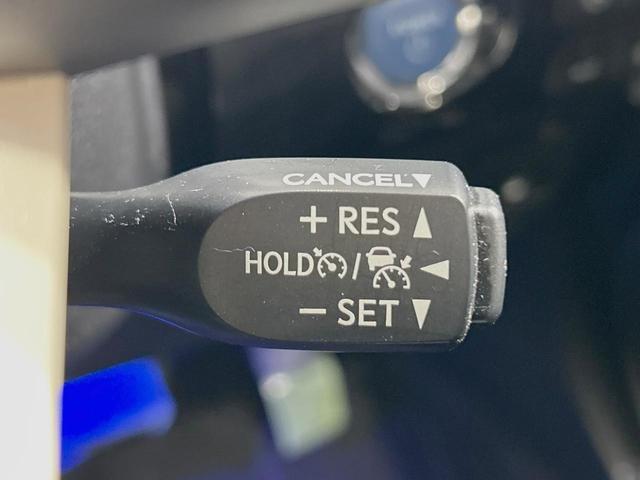 CANCEL▼
+ RES ▲
HOLD / ◀
− SET ▼